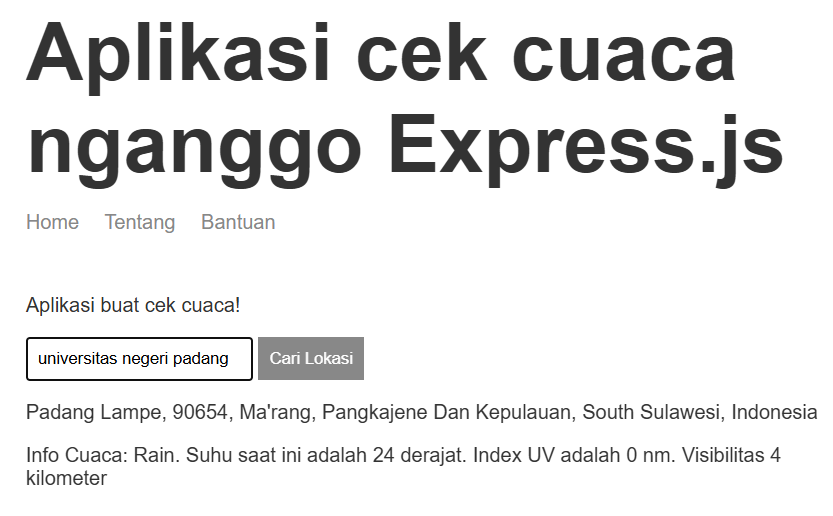 Aplikasi cek cuaca
nganggo Express.js
Home Tentang Bantuan
Aplikasi buat cek cuaca!
universitas negeri padang Cari Lokasi
Padang Lampe, 90654, Ma'rang, Pangkajene Dan Kepulauan, South Sulawesi, Indonesia
Info Cuaca: Rain. Suhu saat ini adalah 24 derajat. Index UV adalah 0 nm. Visibilitas 4
kilometer